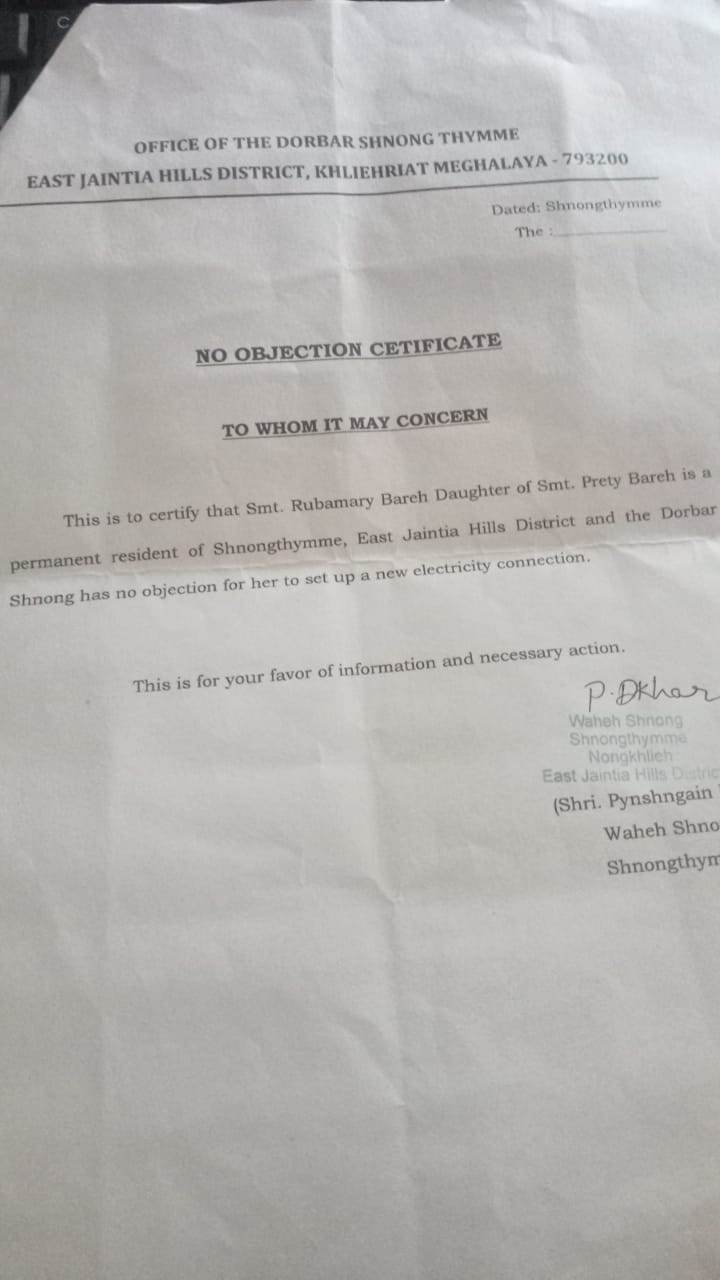 OFFICE OF THE DORBAR SHNONG THYMME
EAST JAINTIA HILLS DISTRICT, KHLIEHRIAT MEGHALAYA - 793200
Dated: Shnongthymme
The :
NO OBJECTION CETIFICATE
TO WHOM IT MAY CONCERN
This is to certify that Smt. Rubamary Bareh Daughter of Smt. Prety Bareh is a
permanent resident of Shnongthymme, East Jaintia Hills District and the Dorbar
Shnong has no objection for her to set up a new electricity connection.
This is for your favor of information and necessary action.
P. Dkhar
Waheh Shnong
Shnongthymme
Nongkhlieh
East Jaintia Hills Distric
(Shri. Pynshngain
Waheh Shno
Shnongthym